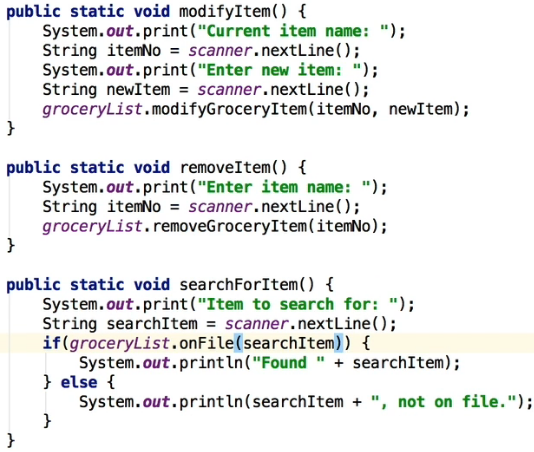 public static void modifyItem() {
    System.out.print("Current item name: ");
    String itemNo = scanner.nextLine();
    System.out.print("Enter new item: ");
    String newItem = scanner.nextLine();
    groceryList.modifyGroceryItem(itemNo, newItem);
}

public static void removeItem() {
    System.out.print("Enter item name: ");
    String itemNo = scanner.nextLine();
    groceryList.removeGroceryItem(itemNo);
}

public static void searchForItem() {
    System.out.print("Item to search for: ");
    String searchItem = scanner.nextLine();
    if(groceryList.onFile(searchItem)) {
        System.out.println("Found " + searchItem);
    } else {
        System.out.println(searchItem + ", not on file.");
    }
}